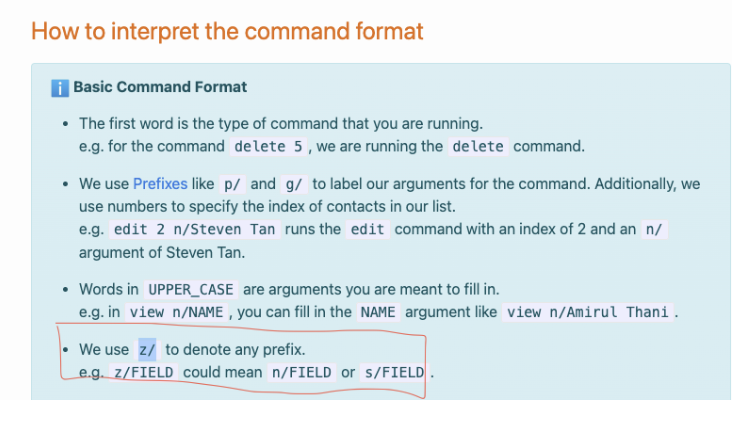 How to interpret the command format
Basic Command Format
• The first word is the type of command that you are running.
e.g. for the command delete 5 , we are running the delete command.
• We use Prefixes like p/ and g/ to label our arguments for the command. Additionally, we
use numbers to specify the index of contacts in our list.
e.g. edit 2 n/Steven Tan runs the edit command with an index of 2 and an n/
argument of Steven Tan.
• Words in UPPER_CASE are arguments you are meant to fill in.
e.g. in view n/NAME , you can fill in the NAME argument like view n/Amirul Thani .
• We use z/ to denote any prefix.
e.g. z/FIELD could mean n/FIELD or s/FIELD .